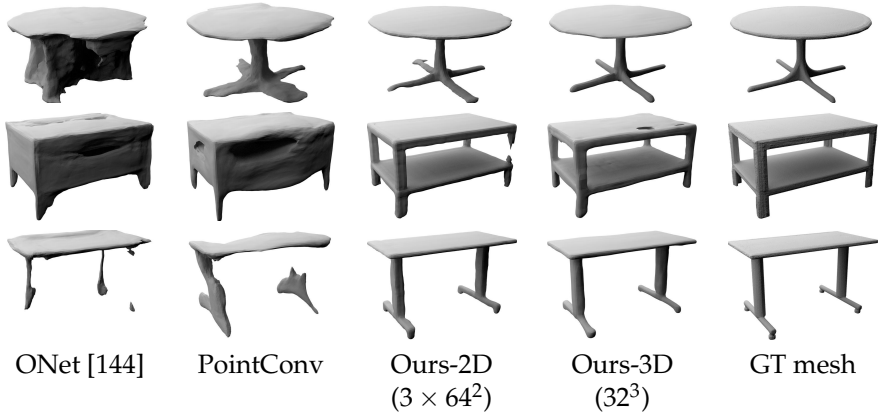 ONet [144] PointConv Ours-2D Ours-3D GT mesh
(3 × 64²) (32³)